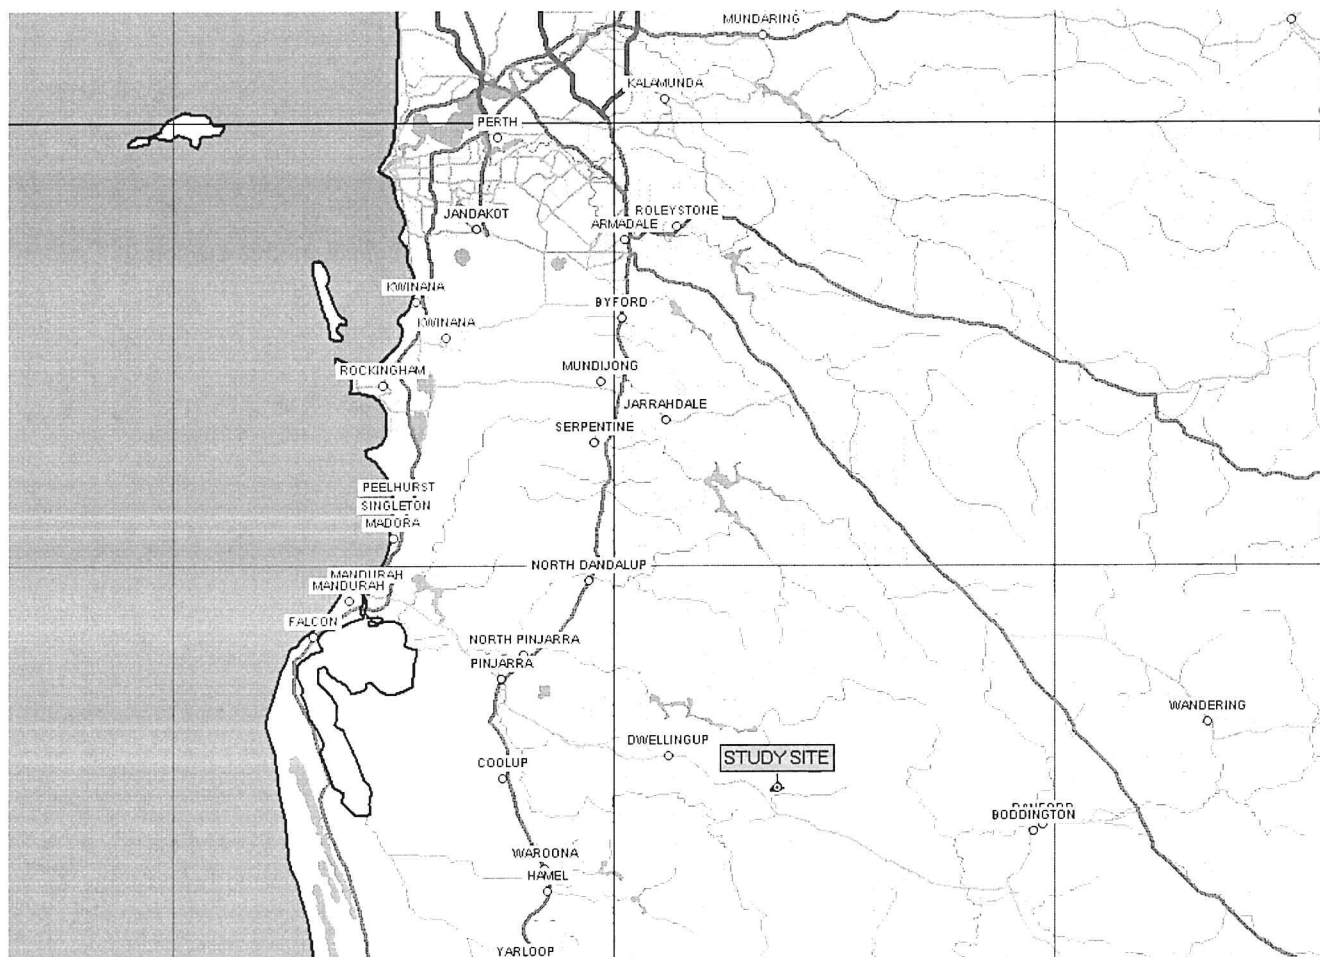 MUNDARING
KALAMUNDA
PERTH
ROLEYSTONE
JANDAKOT
ARMADALE
KWINANA
BYFORD
KWINANA
MUNDIJONG
ROCKINGHAM
JARRAHDALE
SERPENTINE
PEELHURST
SINGLETON
MADORA
NORTH DANDALUP
MANDURAH
MANDURAH
FALCON
NORTH PINJARRA
PINJARRA
WANDERING
DWELLINGUP
STUDY SITE
COOLUP
BODDINGTON
WAROONA
HAMEL
YARLOOP